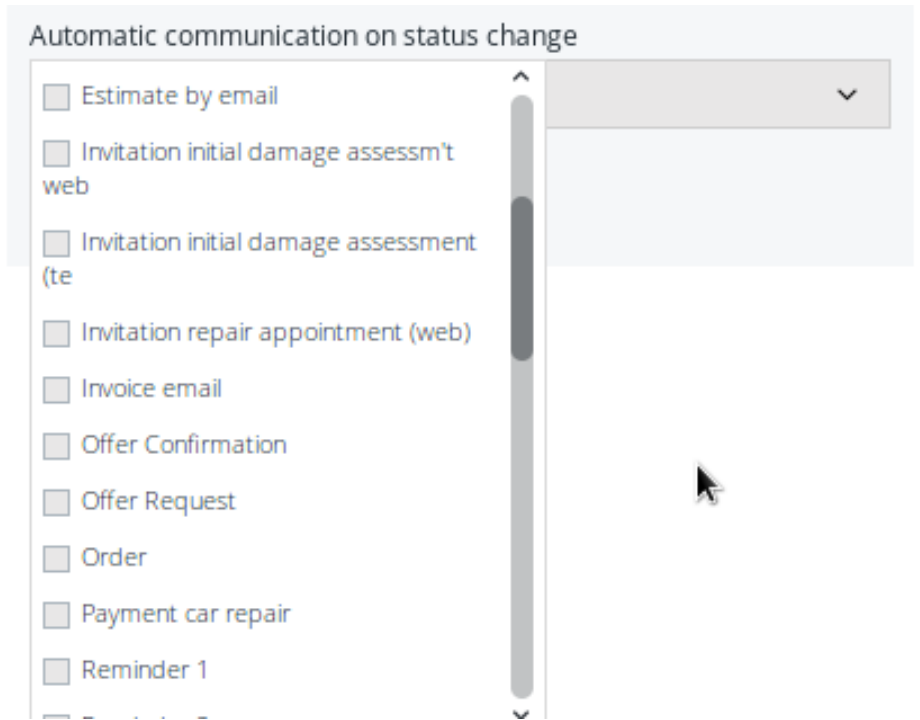 Automatic communication on status change
Estimate by email
Invitation initial damage assessm't
web
Invitation initial damage assessment
(te
Invitation repair appointment (web)
Invoice email
Offer Confirmation
Offer Request
Order
Payment car repair
Reminder 1